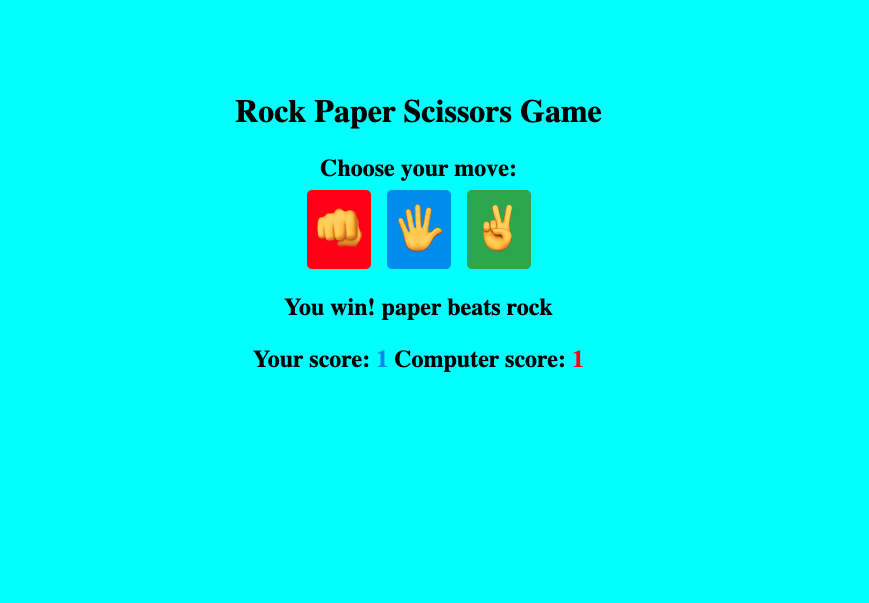 Rock Paper Scissors Game
Choose your move:
You win! paper beats rock
Your score: 1 Computer score: 1